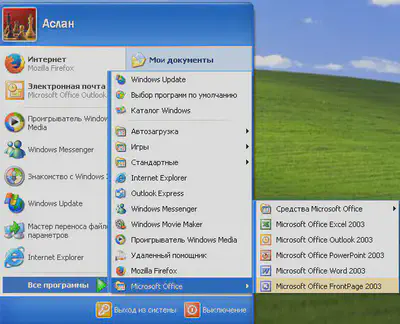 Аслан
Интернет
Mozilla Firefox
Электронная почта
Microsoft Office Outlook
Проигрыватель Window
Media
Windows Messenger
Знакомство с Windows
Windows Update
Мастер переноса файл
параметров
Internet Explorer
Все программы
Мои документы
Windows Update
Выбор программ по умолчанию
Каталог Windows
Автозагрузка
Игры
Стандартные
Internet Explorer
Outlook Express
Windows Messenger
Windows Movie Maker
Проигрыватель Windows Media
Удаленный помощник
Mozilla Firefox
Microsoft Office
Средства Microsoft Office
Microsoft Office Excel 2003
Microsoft Office Outlook 2003
Microsoft Office PowerPoint 2003
Microsoft Office Word 2003
Microsoft Office FrontPage 2003
Выход из системы
Выключение